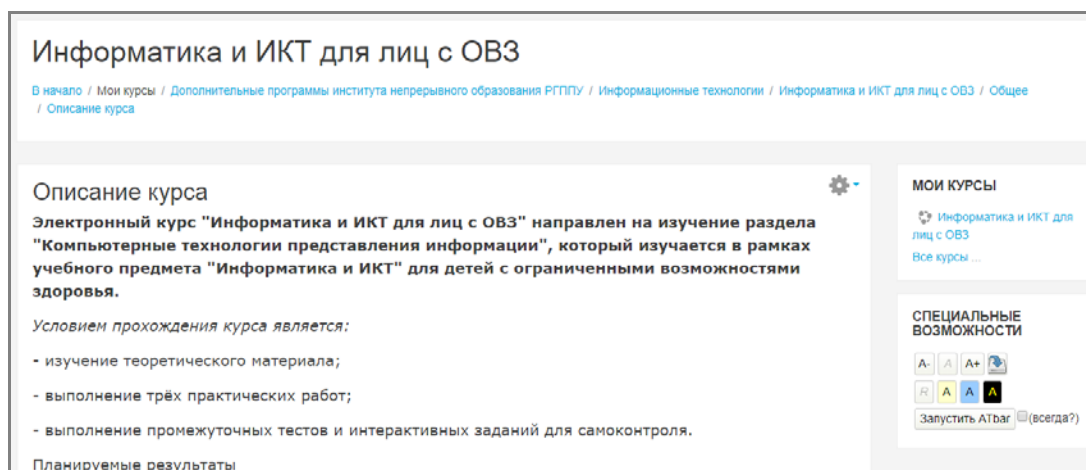 Информатика и ИКТ для лиц с ОВЗ
В начало / Мои курсы / Дополнительные программы института непрерывного образования РГППУ / Информационные технологии / Информатика и ИКТ для лиц с ОВЗ / Общее
/ Описание курса
Описание курса
Электронный курс "Информатика и ИКТ для лиц с ОВЗ" направлен на изучение раздела
"Компьютерные технологии представления информации", который изучается в рамках
учебного предмета "Информатика и ИКТ" для детей с ограниченными возможностями
здоровья.
Условием прохождения курса является:
- изучение теоретического материала;
- выполнение трёх практических работ;
- выполнение промежуточных тестов и интерактивных заданий для самоконтроля.
Планируемые результаты
МОИ КУРСЫ
Информатика и ИКТ для
лиц с ОВЗ
Все курсы ...
СПЕЦИАЛЬНЫЕ
ВОЗМОЖНОСТИ
A- A A+
R A A A
Запустить ATbar (всегда?)